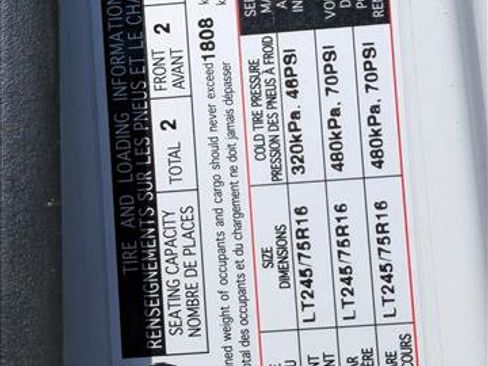 TIRE AND LOADING INFORMATION
RENSEIGNEMENTS SUR LES PNEUS ET LE
SEATING CAPACITY TOTAL 2 FRONT 2
NOMBRE DE PLACES AVANT
weight of occupants and cargo should never exceed 1808
des occupants et du chargement ne doit jamais dépasser
SIZE COLD TIRE PRESSURE
DIMENSIONS PRESSION DES PNEUS À FROID
LT245/75R16 320kPa. 46PSI
LT245/75R16 480kPa. 70PSI
LT245/75R16 480kPa. 70PSI